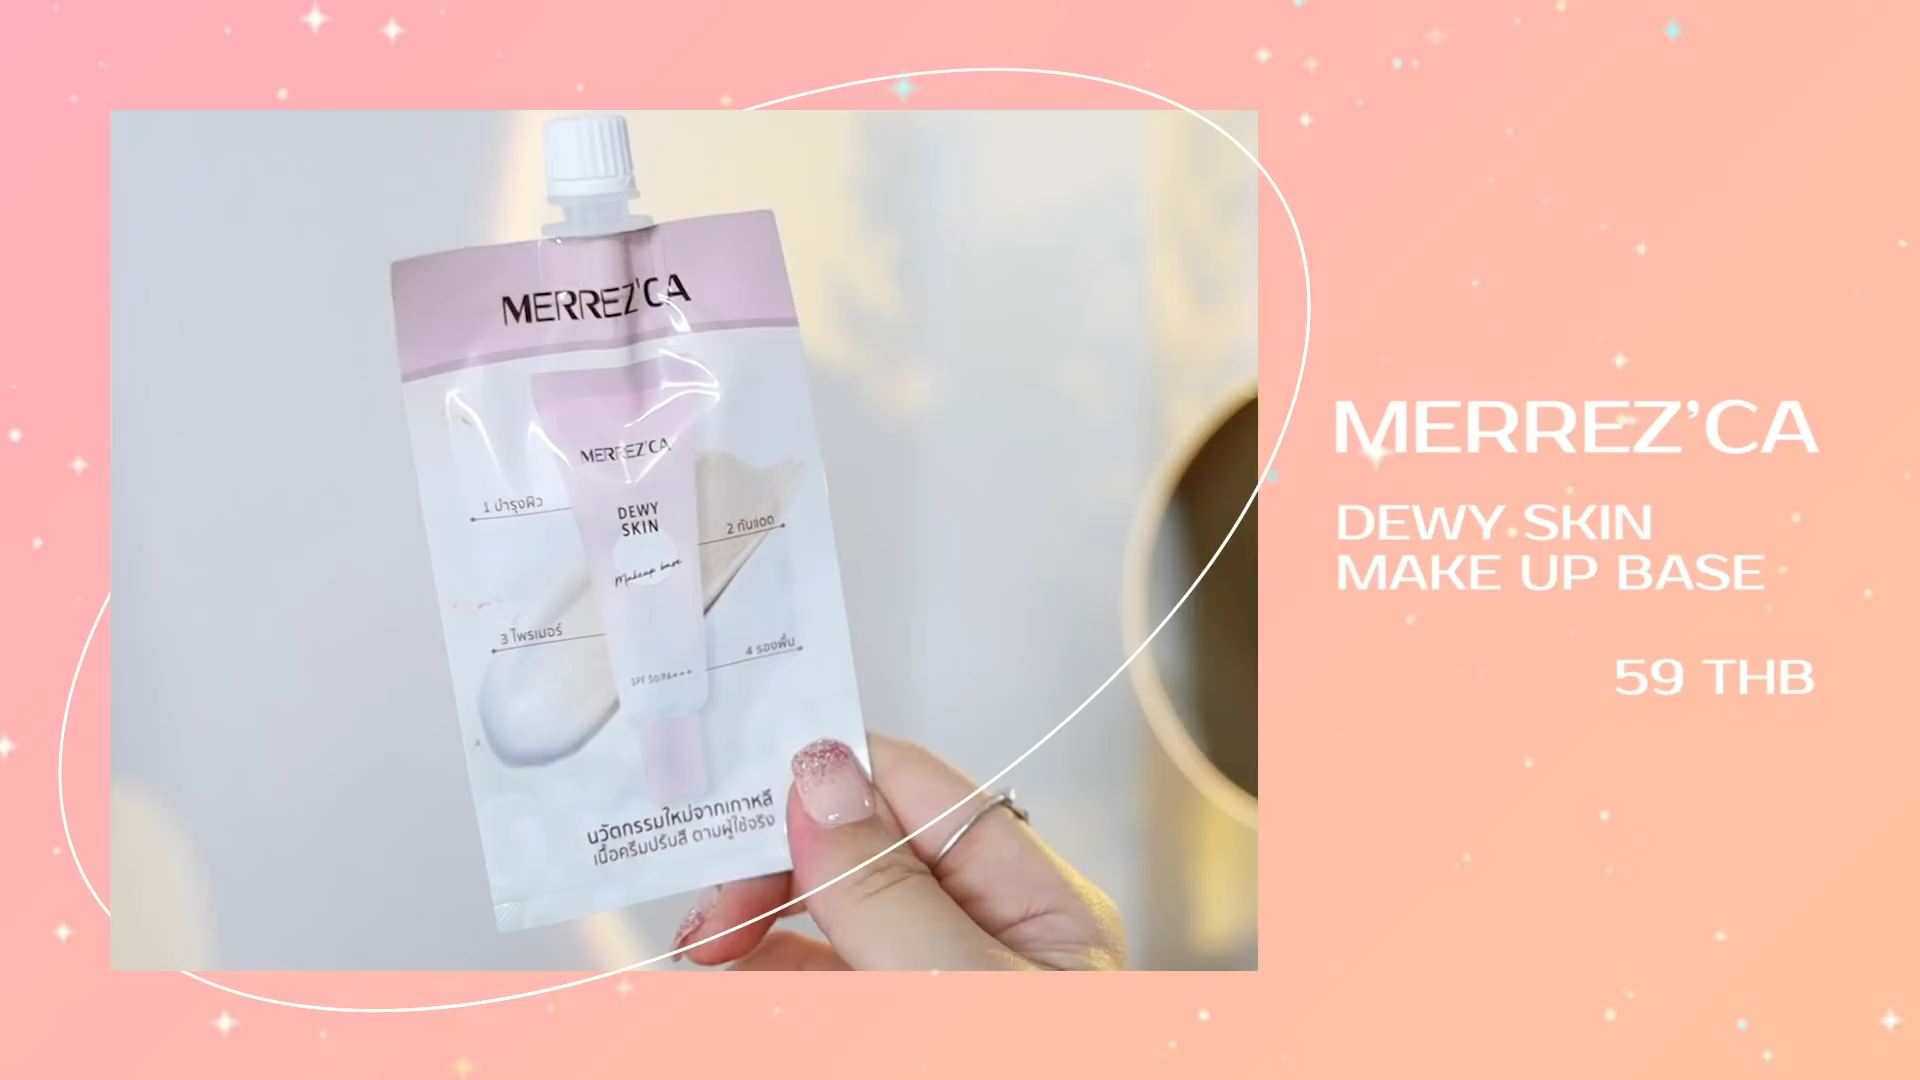 MERREZ'CA
MERREZ'CA
DEWY
SKIN
Makeup base
1 บำรุงผิว
2 กันแดด
3 ไพรเมอร์
4 รองพื้น
SPF 50/PA+++
นวัตกรรมใหม่จากเกาหลี
เนื้อครีมปรับสี ตามผู้ใช้จริง
MERREZ’CA
DEWY SKIN
MAKE UP BASE
59 THB